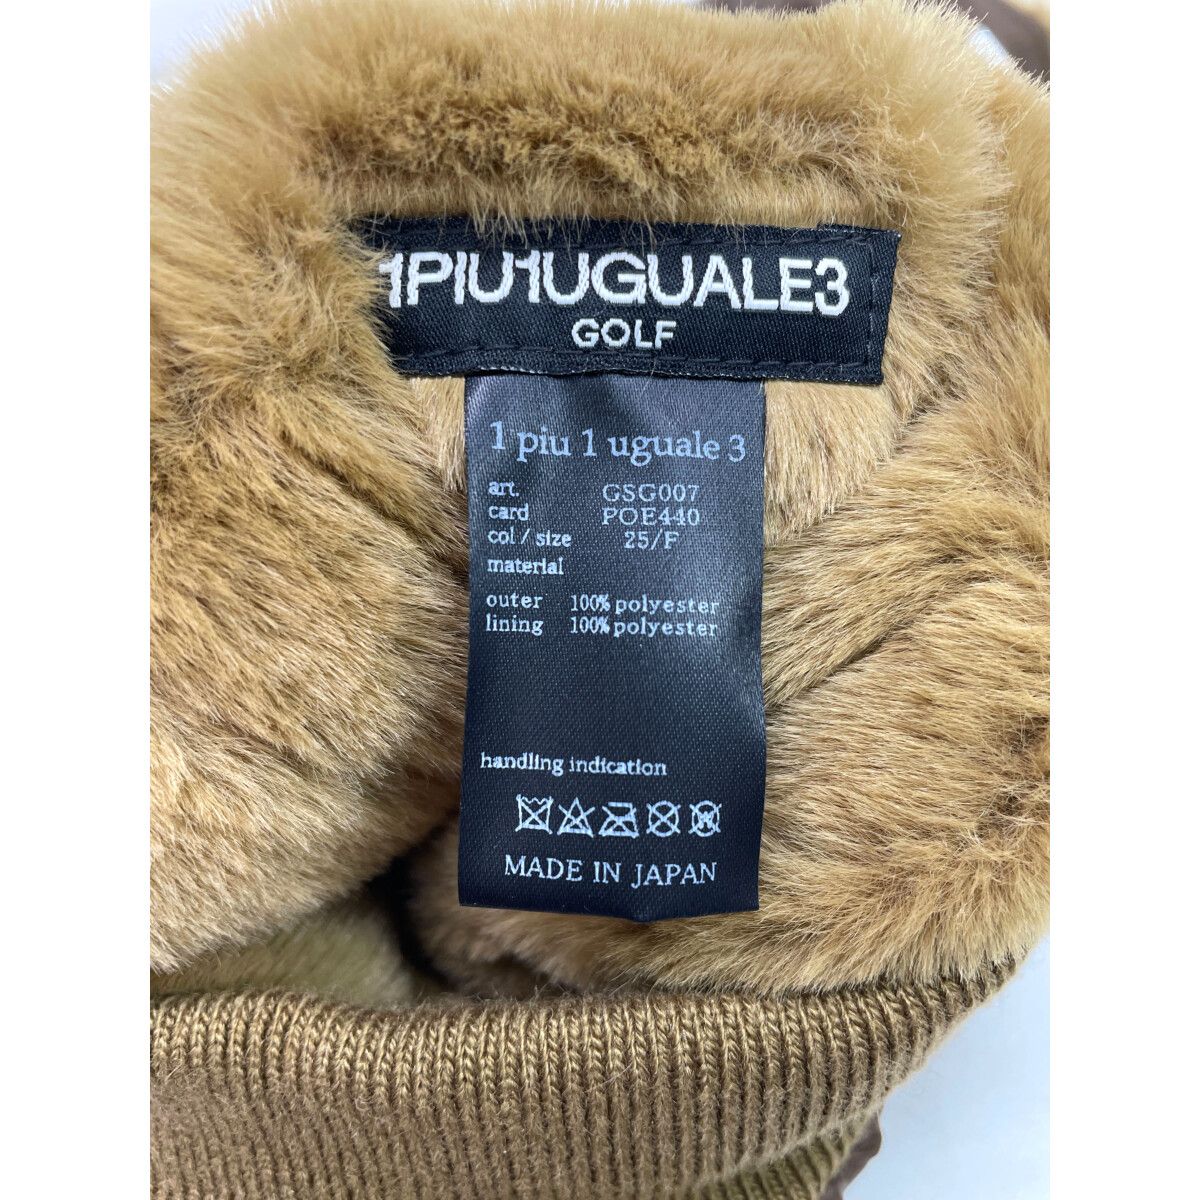 1PIU1UGUALE3
GOLF
1 piu 1 uguale 3
art. GSG007
card POE440
col / size 25/F
material
outer 100% polyester
lining 100% polyester
handling indication
MADE IN JAPAN